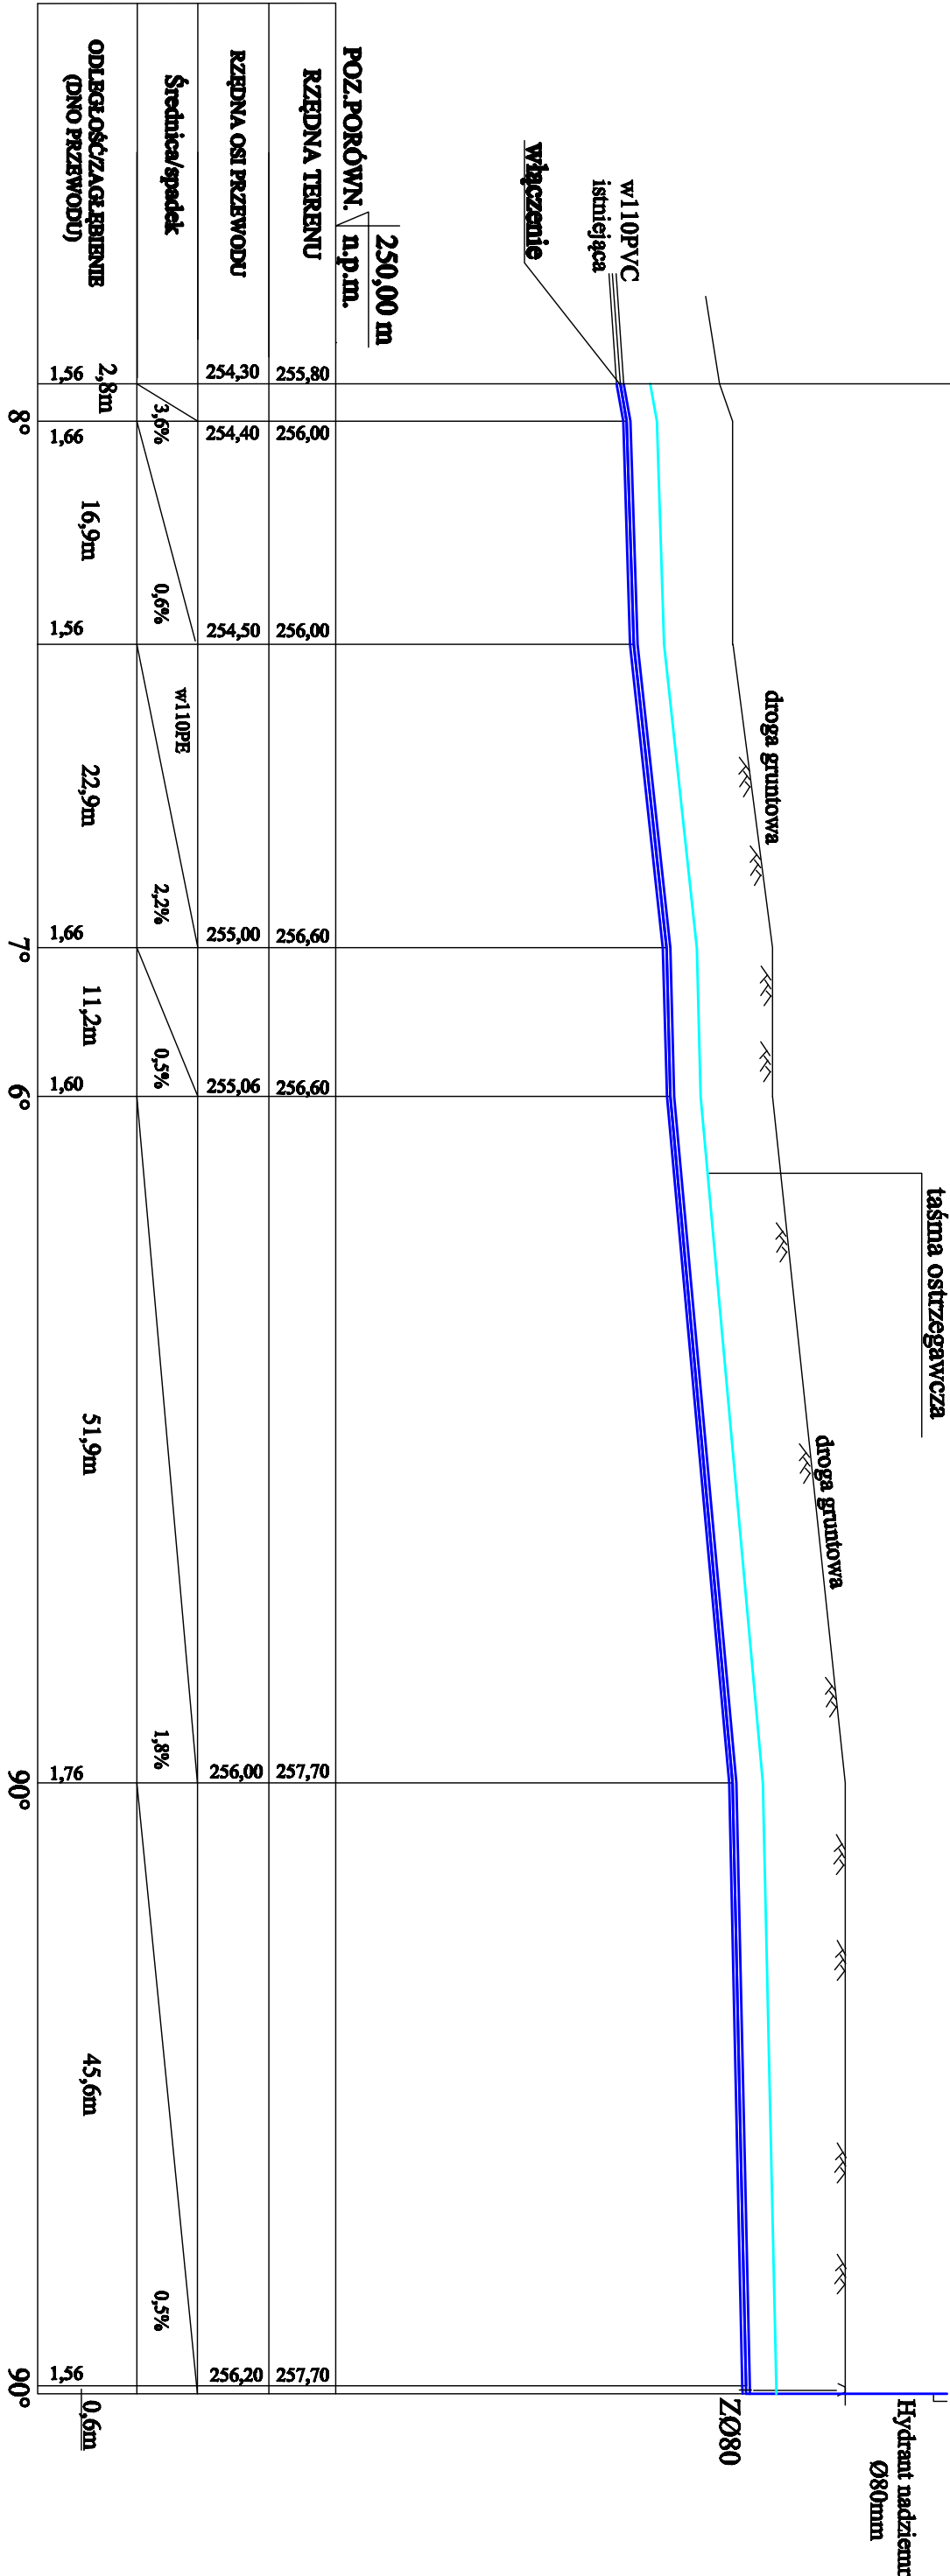 taśma ostrzegawcza
Hydrant nadziemn
Ø80mm
droga gruntowa
droga gruntowa
ZØ80
w110PVC
istniejąca
włączenie
250,00 m
POZ.PORÓWN. n.p.m.
RZĘDNA TERENU 255,80 256,00 256,00 256,60 256,60 257,70 257,70
RZĘDNA OSI PRZEWODU 254,30 254,40 254,50 255,00 255,06 256,00 256,20
w110PE
Średnica/spadek 3,6% 0,6% 2,2% 0,5% 1,8% 0,5%
ODLEGŁOŚĆ/ZAGŁĘBIENIE 2,8m 16,9m 22,9m 11,2m 51,9m 45,6m 0,6m
(DNO PRZEWODU) 1,56 1,66 1,56 1,66 1,60 1,76 1,56
8° 7° 6° 90° 90°